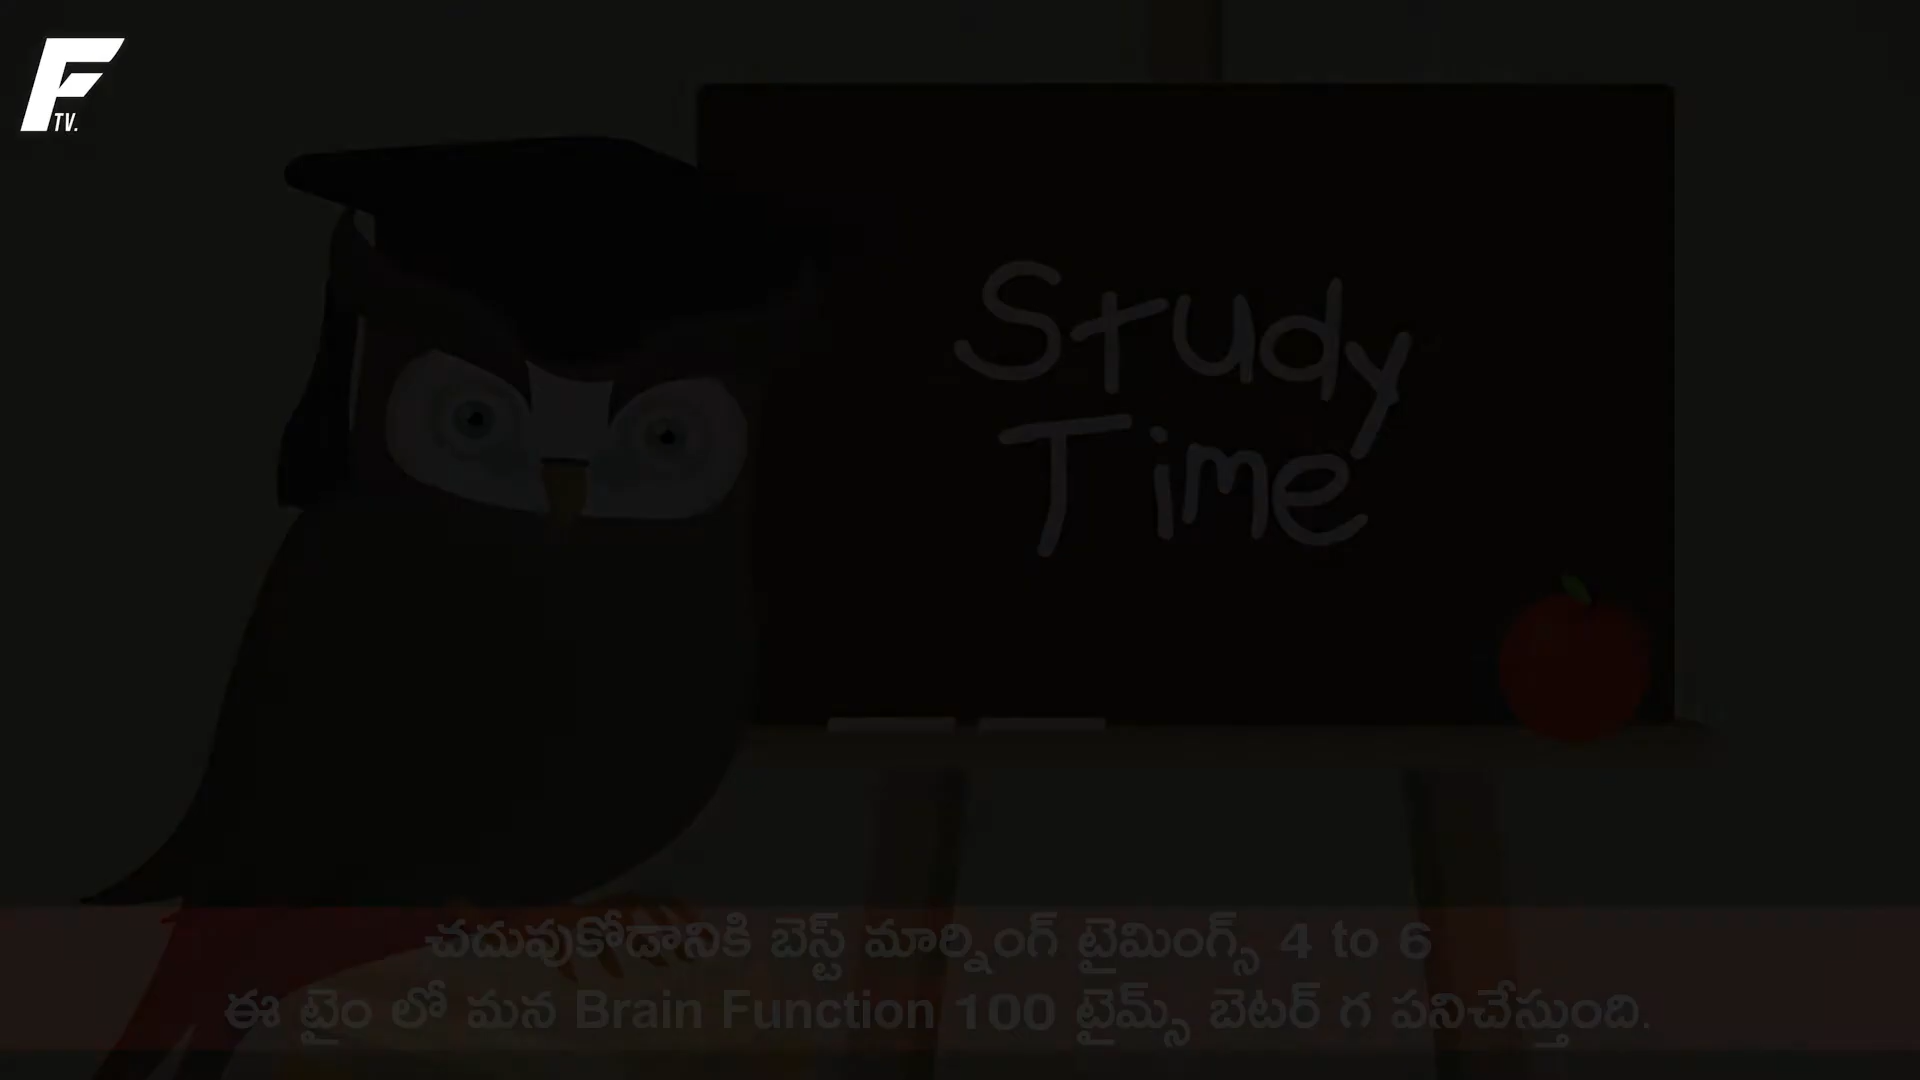 F
TV.
Study
Time
చదువుకోడానికి బెస్ట్ మార్నింగ్ టైమింగ్స్ 4 to 6
ఈ టైం లో మన Brain Function 100 టైమ్స్ బెటర్ గ పనిచేస్తుంది.